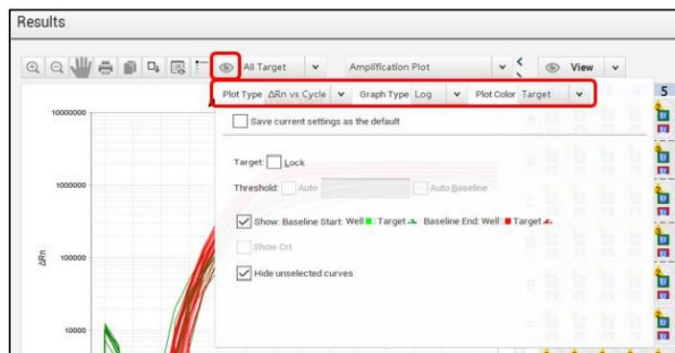 Results
All Target
Amplification Plot
View
Plot Type ΔRn vs Cycle Graph Type Log Plot Color Target
5
Save current settings as the default
10000000
A
Target: Lock
1000000
Threshold: Auto Auto Baseline
Show: Baseline Start: Well Target Baseline End: Well Target
D
ΔRn
100000
Show Crt
Hide unselected curves
E
F
10000